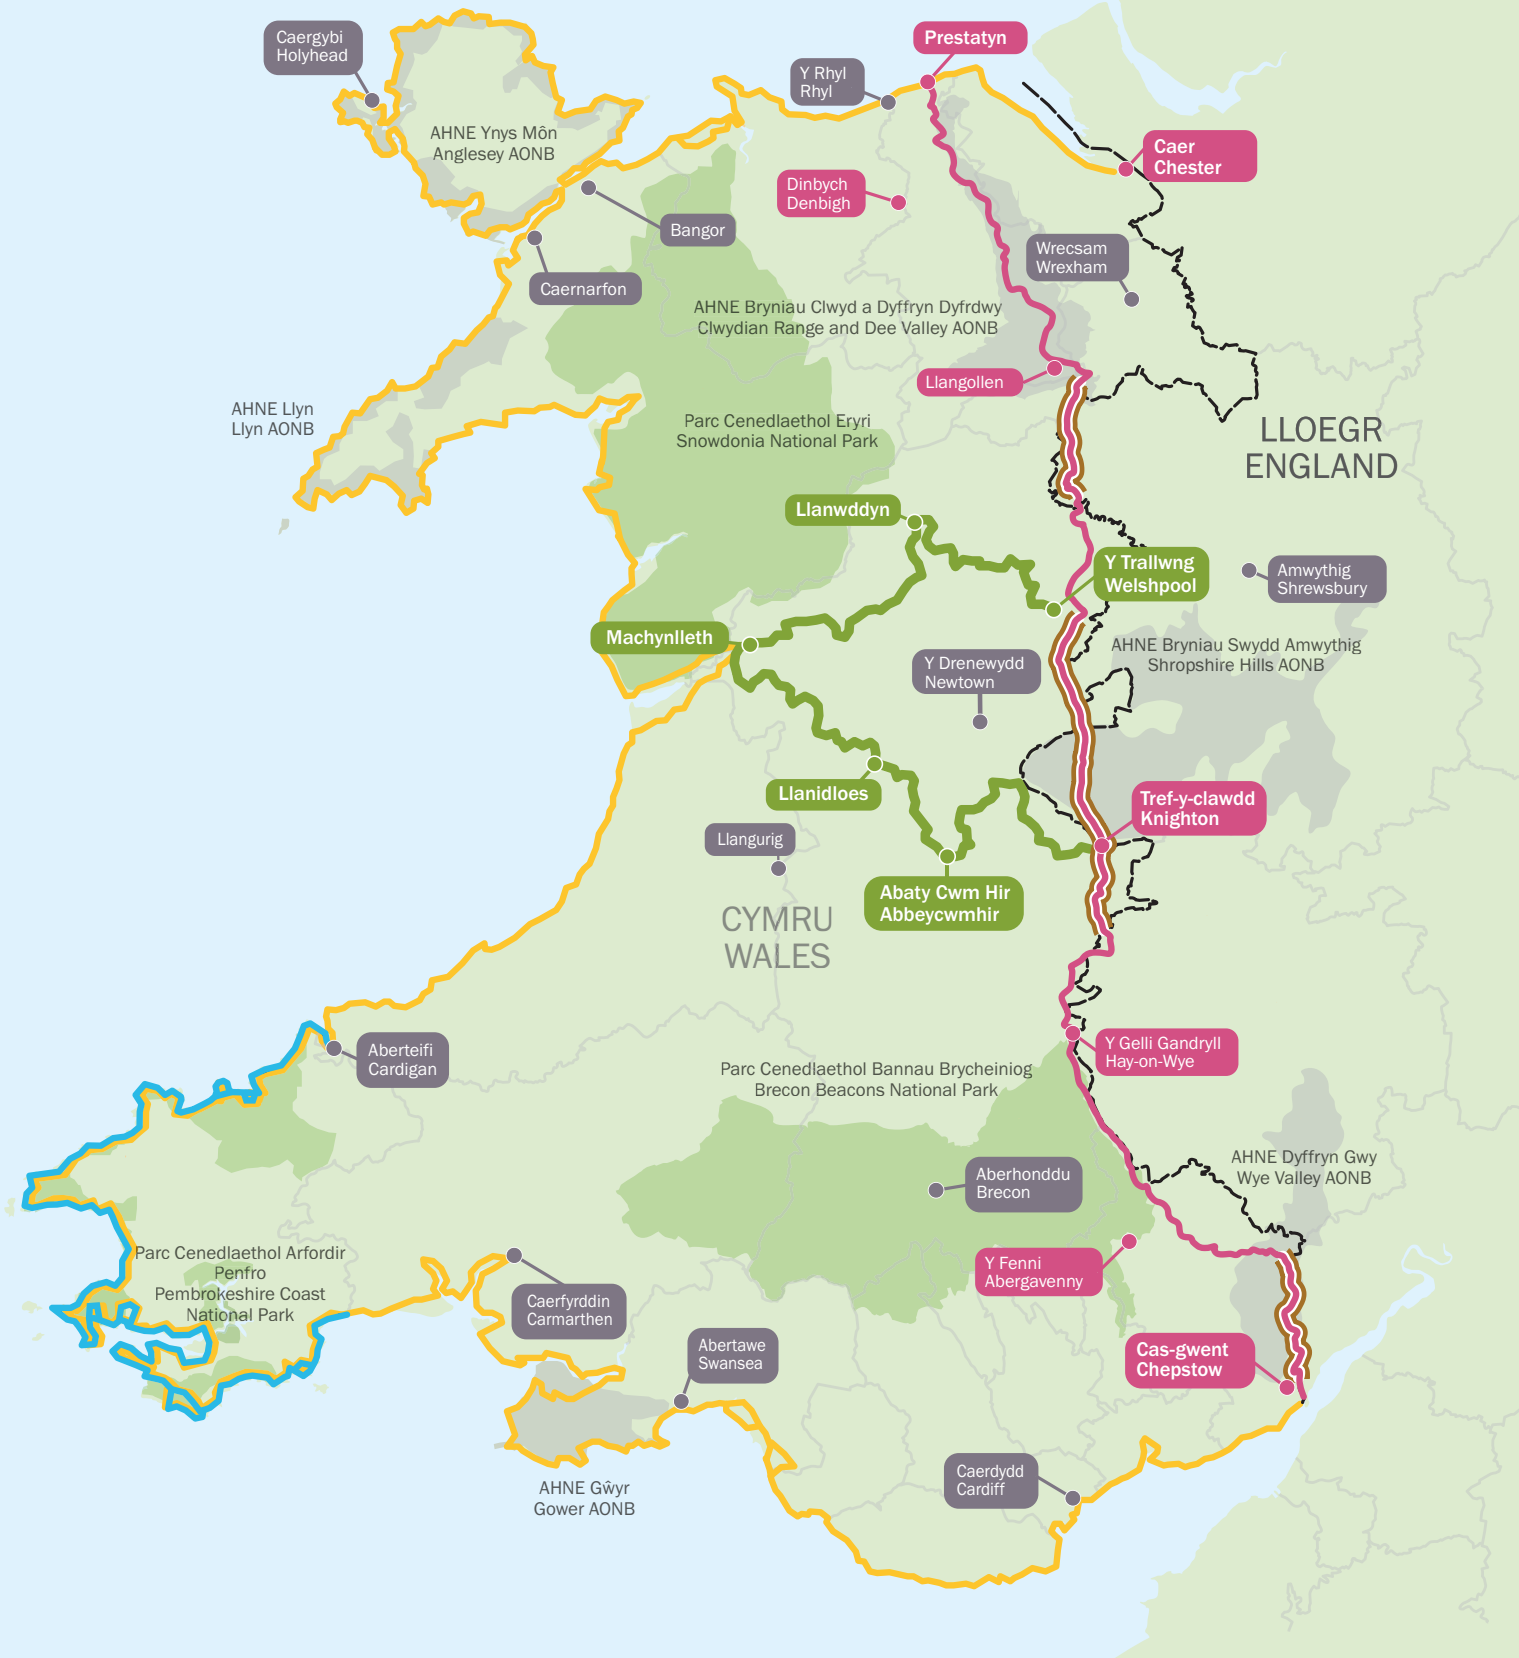 Caergybi
Holyhead
Prestatyn
Y Rhyl
Rhyl
AHNE Ynys Môn
Anglesey AONB
Caer
Chester
Dinbych
Denbigh
Bangor
Wrecsam
Wrexham
Caernarfon
AHNE Bryniau Clwyd a Dyffryn Dyfrdwy
Clwydian Range and Dee Valley AONB
Llangollen
AHNE Llyn
Llyn AONB
Parc Cenedlaethol Eryri
Snowdonia National Park
LLOEGR
ENGLAND
Llanwddyn
Y Trallwng
Welshpool
Amwythig
Shrewsbury
Machynlleth
AHNE Bryniau Swydd Amwythig
Shropshire Hills AONB
Y Drenewydd
Newtown
Llanidloes
Tref-y-clawdd
Knighton
Llangurig
Abaty Cwm Hir
Abbeycwmhir
CYMRU
WALES
Aberteifi
Cardigan
Y Gelli Gandryll
Hay-on-Wye
Parc Cenedlaethol Bannau Brycheiniog
Brecon Beacons National Park
AHNE Dyffryn Gwy
Wye Valley AONB
Aberhonddu
Brecon
Parc Cenedlaethol Arfordir
Penfro
Pembrokeshire Coast
National Park
Y Fenni
Abergavenny
Caerfyrddin
Carmarthen
Abertawe
Swansea
Cas-gwent
Chepstow
Caerdydd
Cardiff
AHNE Gŵyr
Gower AONB